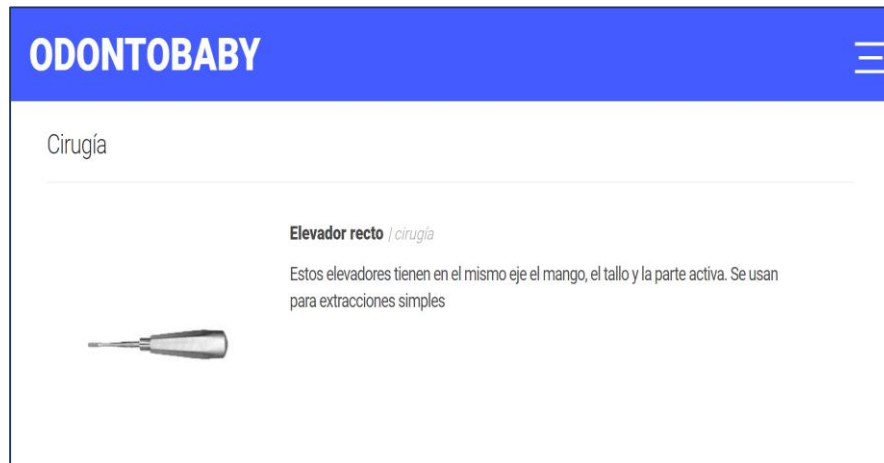 ODONTOBABY
Cirugía
Elevador recto | cirugía
Estos elevadores tienen en el mismo eje el mango, el tallo y la parte activa. Se usan
para extracciones simples